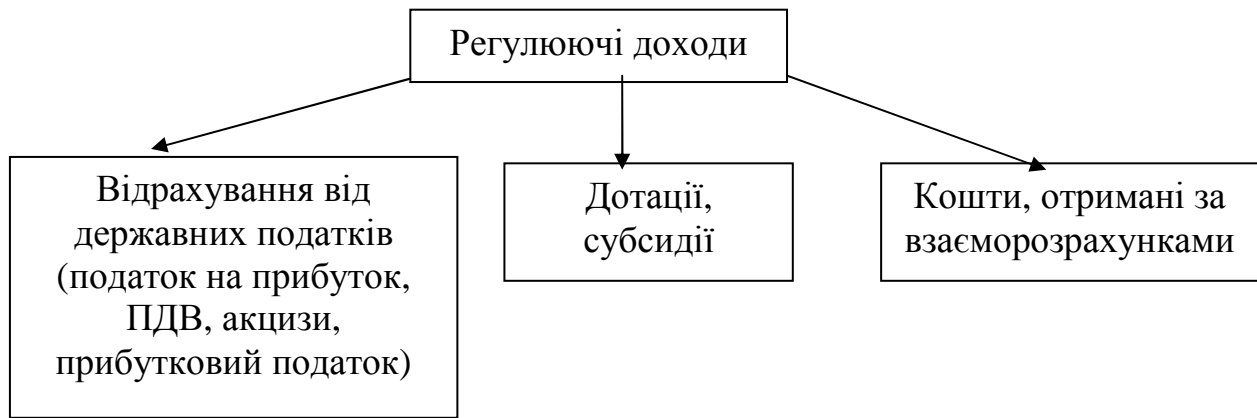 Регулюючі доходи
Відрахування від
державних податків
(податок на прибуток,
ПДВ, акцизи,
прибутковий податок)
Дотації,
субсидії
Кошти, отримані за
взаєморозрахунками